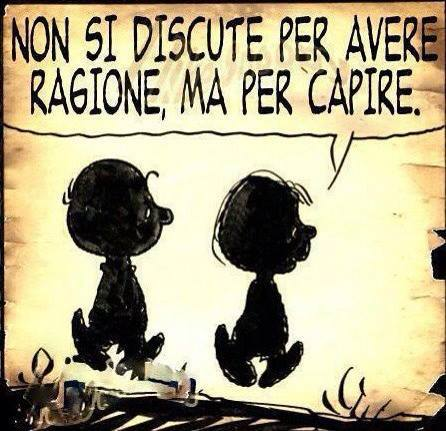 NON SI DISCUTE PER AVERE
RAGIONE, MA PER CAPIRE.